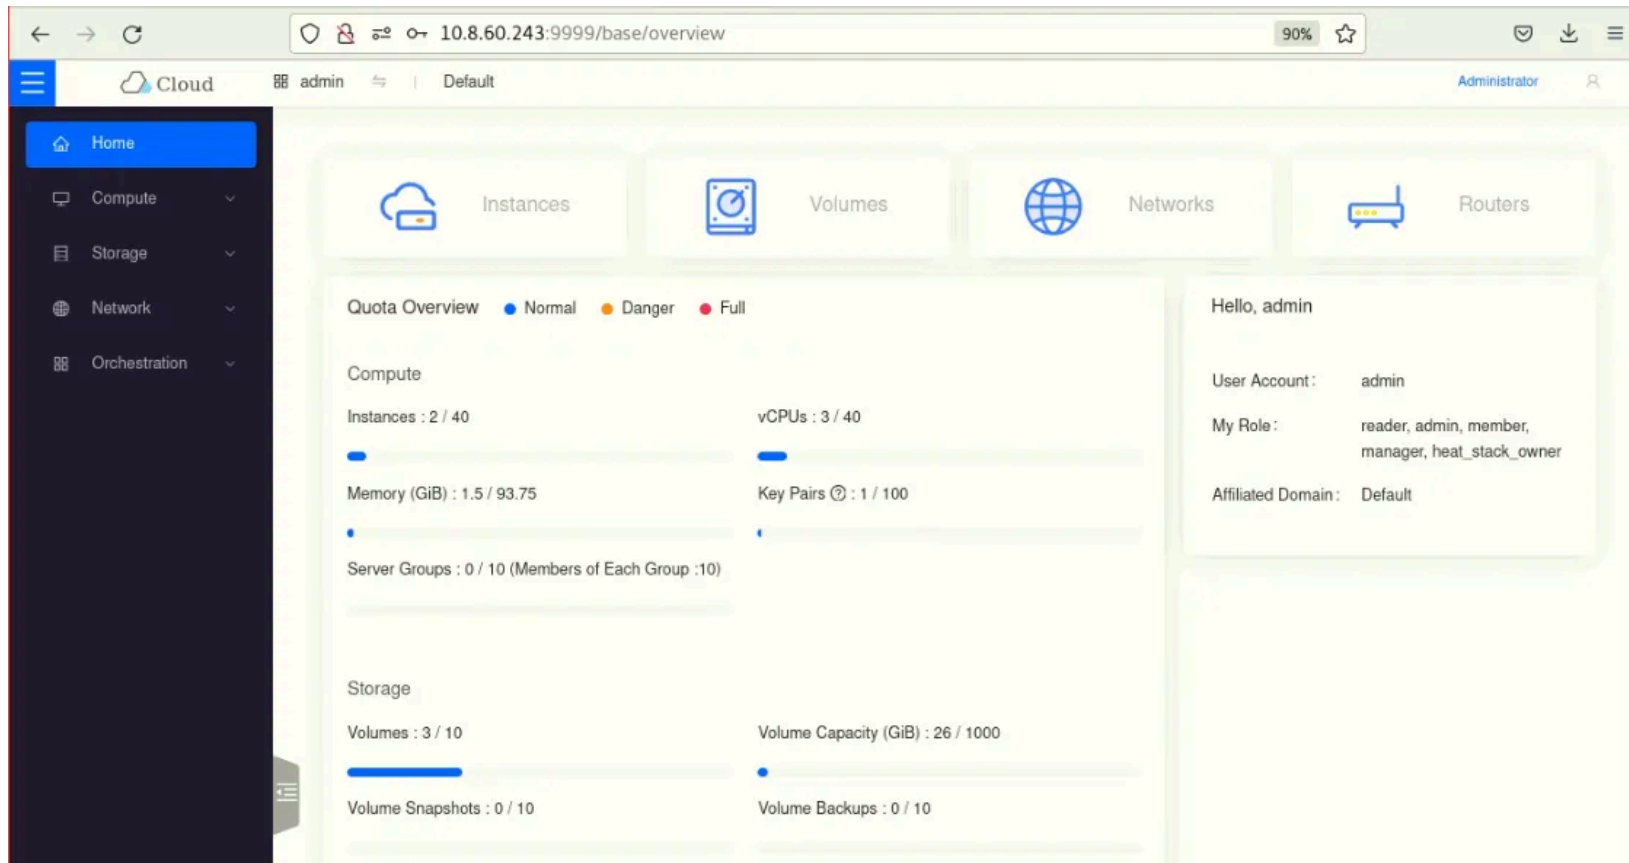 10.8.60.243:9999/base/overview
90%
Cloud
admin
Default
Administrator
Home
Compute
Storage
Network
Orchestration
Instances
Volumes
Networks
Routers
Quota Overview Normal Danger Full
Compute
Instances : 2 / 40
vCPUs : 3 / 40
Memory (GiB) : 1.5 / 93.75
Key Pairs ? : 1 / 100
Server Groups : 0 / 10 (Members of Each Group :10)
Storage
Volumes : 3 / 10
Volume Capacity (GiB) : 26 / 1000
Volume Snapshots : 0 / 10
Volume Backups : 0 / 10
Hello, admin
User Account : admin
My Role : reader, admin, member,
manager, heat_stack_owner
Affiliated Domain : Default